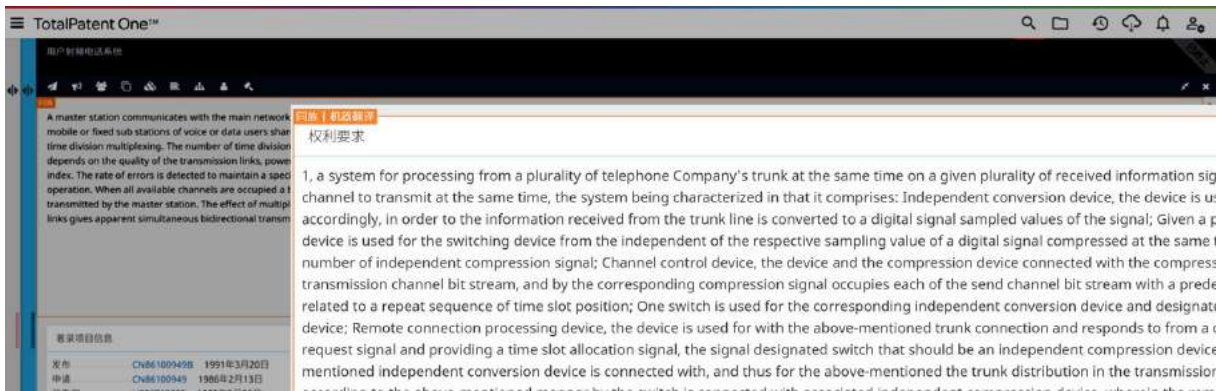 TotalPatent One™
用户射频电话系统
同族
A master station communicates with the main network
mobile or fixed sub stations of voice or data users shar
time division multiplexing. The number of time division
depends on the quality of the transmission links, powe
index. The rate of errors is detected to maintain a speci
operation. When all available channels are occupied a b
transmitted by the master station. The effect of multipl
links gives apparent simultaneous bidirectional transm
著录项目信息
发布 CN86100949B 1991年3月20日
申请 CN86100949 1986年2月13日
同族 | 机器翻译
权利要求
1, a system for processing from a plurality of telephone Company's trunk at the same time on a given plurality of received information sig
channel to transmit at the same time, the system being characterized in that it comprises: Independent conversion device, the device is us
accordingly, in order to the information received from the trunk line is converted to a digital signal sampled values of the signal; Given a p
device is used for the switching device from the independent of the respective sampling value of a digital signal compressed at the same t
number of independent compression signal; Channel control device, the device and the compression device connected with the compress
transmission channel bit stream, and by the corresponding compression signal occupies each of the send channel bit stream with a prede
related to a repeat sequence of time slot position; One switch is used for the corresponding independent conversion device and designate
device; Remote connection processing device, the device is used for with the above-mentioned trunk connection and responds to from a c
request signal and providing a time slot allocation signal, the signal designated switch that should be an independent compression device
mentioned independent conversion device is connected with, and thus for the above-mentioned the trunk distribution in the transmission